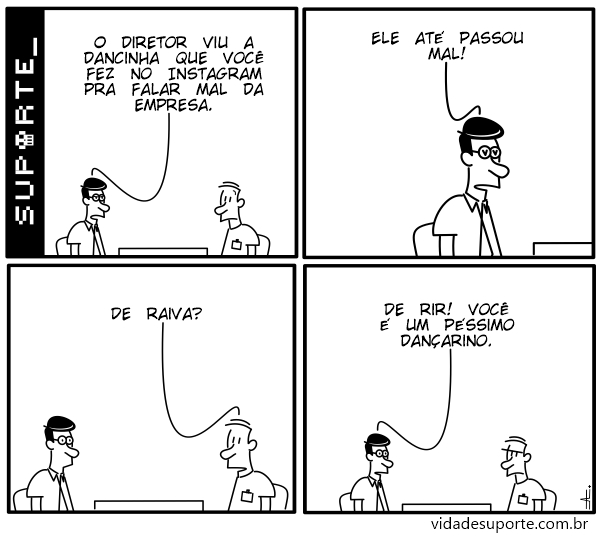 SUPORTE_
O DIRETOR VIU A
DANCINHA QUE VOCÊ
FEZ NO INSTAGRAM
PRA FALAR MAL DA
EMPRESA.
ELE ATÉ PASSOU
MAL!
DE RAIVA?
DE RIR! VOCÊ
É UM PÉSSIMO
DANÇARINO.
vidadesuporte.com.br